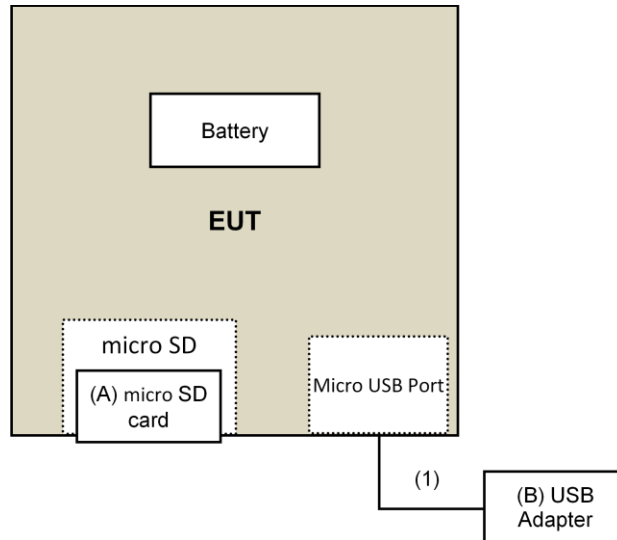 Battery
EUT
micro SD
(A) micro SD
card
Micro USB Port
(1)
(B) USB
Adapter